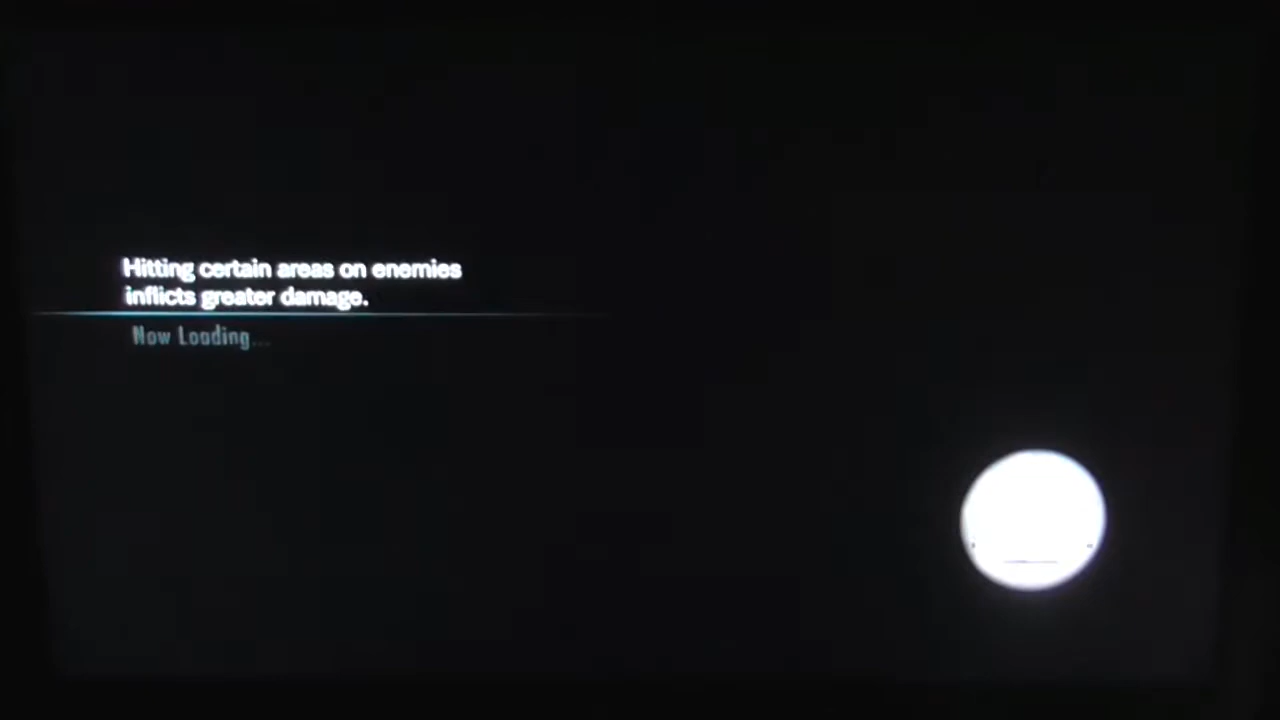 Hitting certain areas on enemies
inflicts greater damage.
Now Loading...